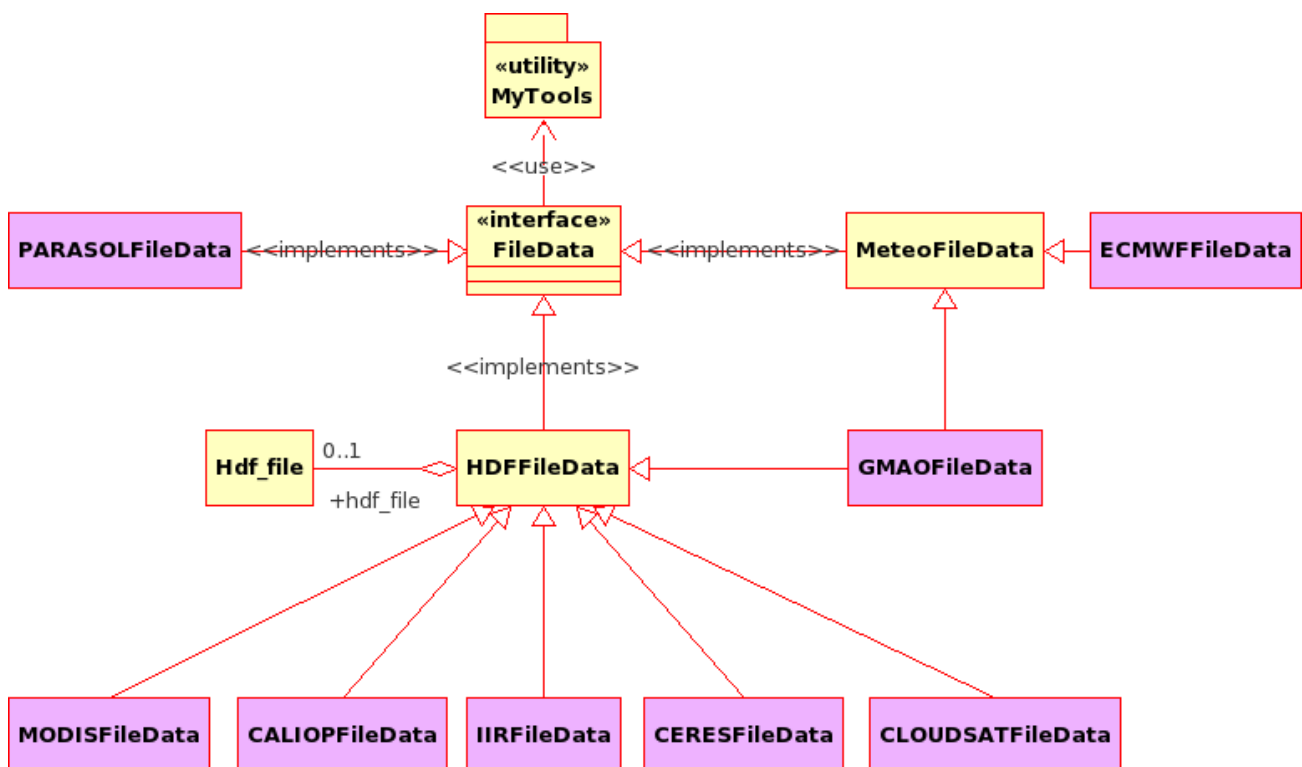 «utility»
MyTools
<<use>>
PARASOLFileData
<<implements>>
«interface»
FileData
<<implements>>
MeteoFileData
ECMWFFileData
<<implements>>
Hdf_file
0..1
+hdf_file
HDFFileData
GMAOFileData
MODISFileData
CALIOPFileData
IIRFileData
CERESFileData
CLOUDSATFileData